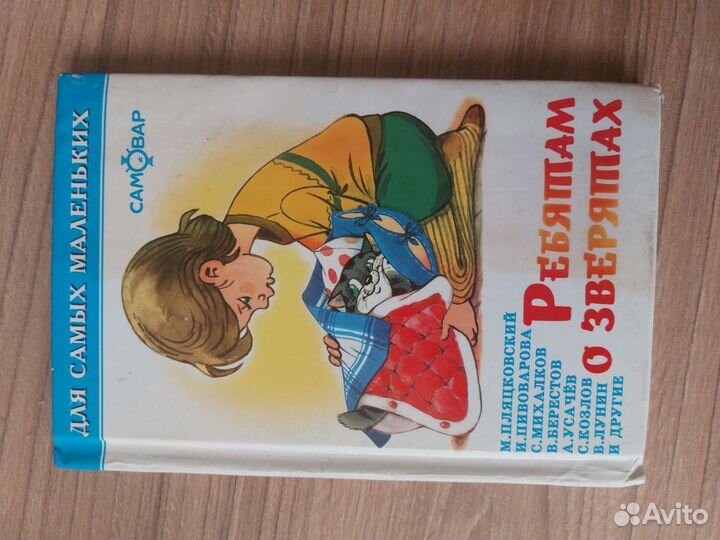 ДЛЯ САМЫХ МАЛЕНЬКИХ
САМОВАР
М.ПЛЯЦКОВСКИЙ
И.ПИВОВАРОВА
С.МИХАЛКОВ
В.БЕРЕСТОВ
А.УСАЧЁВ
С.КОЗЛОВ
В.ЛУНИН
И ДРУГИЕ
РЕБЯТАМ
О ЗВЕРЯТАХ
Avito